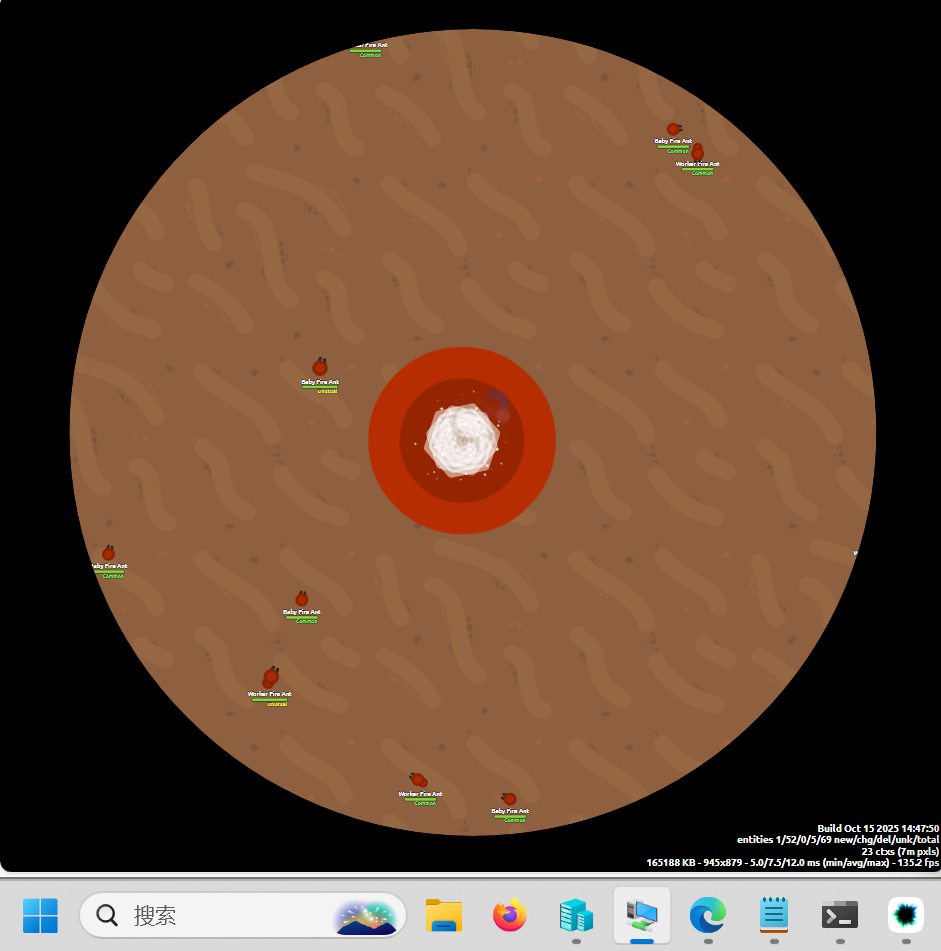 Fire Ant
Common
Baby Fire Ant
Common
Worker Fire Ant
Common
Baby Fire Ant
Unusual
Baby Fire Ant
Common
Baby Fire Ant
Common
Worker Fire Ant
Unusual
Worker Fire Ant
Common
Baby Fire Ant
Common
Build Oct 15 2025 14:47:50
entities 1/52/0/5/69 new/chg/del/unk/total
23 ctxs (7m pxls)
165188 KB - 945x879 - 5.0/7.5/12.0 ms (min/avg/max) - 135.2 fps
搜索